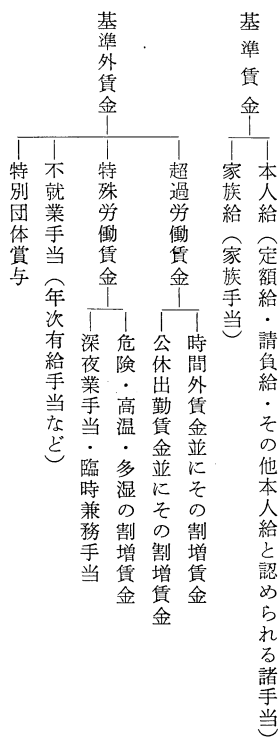 基準賃金
本人給（定額給・請負給・その他本人給と認められる諸手当）
家族給（家族手当）
基準外賃金
超過労働賃金
時間外賃金並にその割増賃金
公休出勤賃金並にその割増賃金
特殊労働賃金
危険・高温・多湿の割増賃金
深夜業手当・臨時兼務手当
不就業手当（年次有給手当など）
特別団体賞与